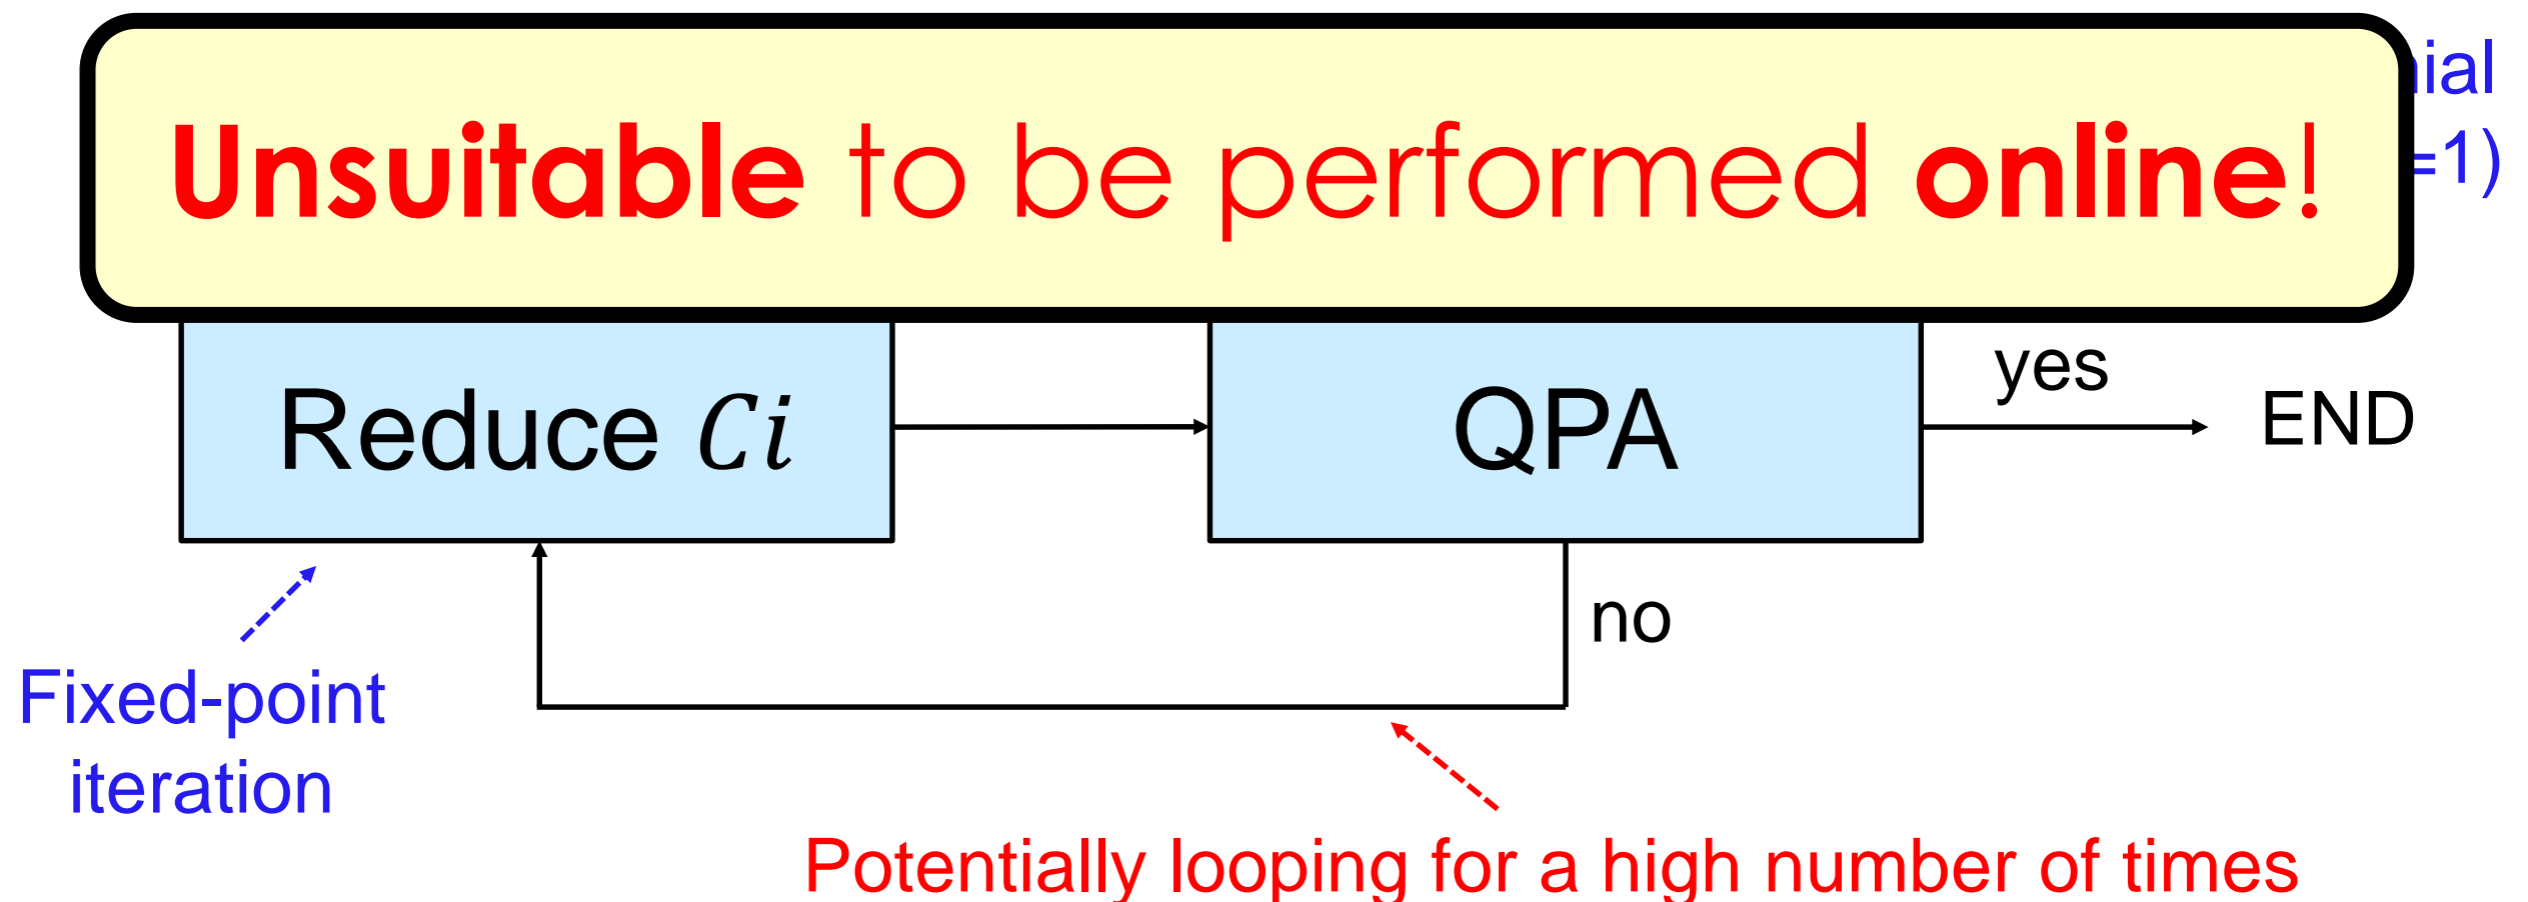 Unsuitable to be performed online!
=1)
Reduce Ci
QPA
yes
END
no
Fixed-point
iteration
Potentially looping for a high number of times